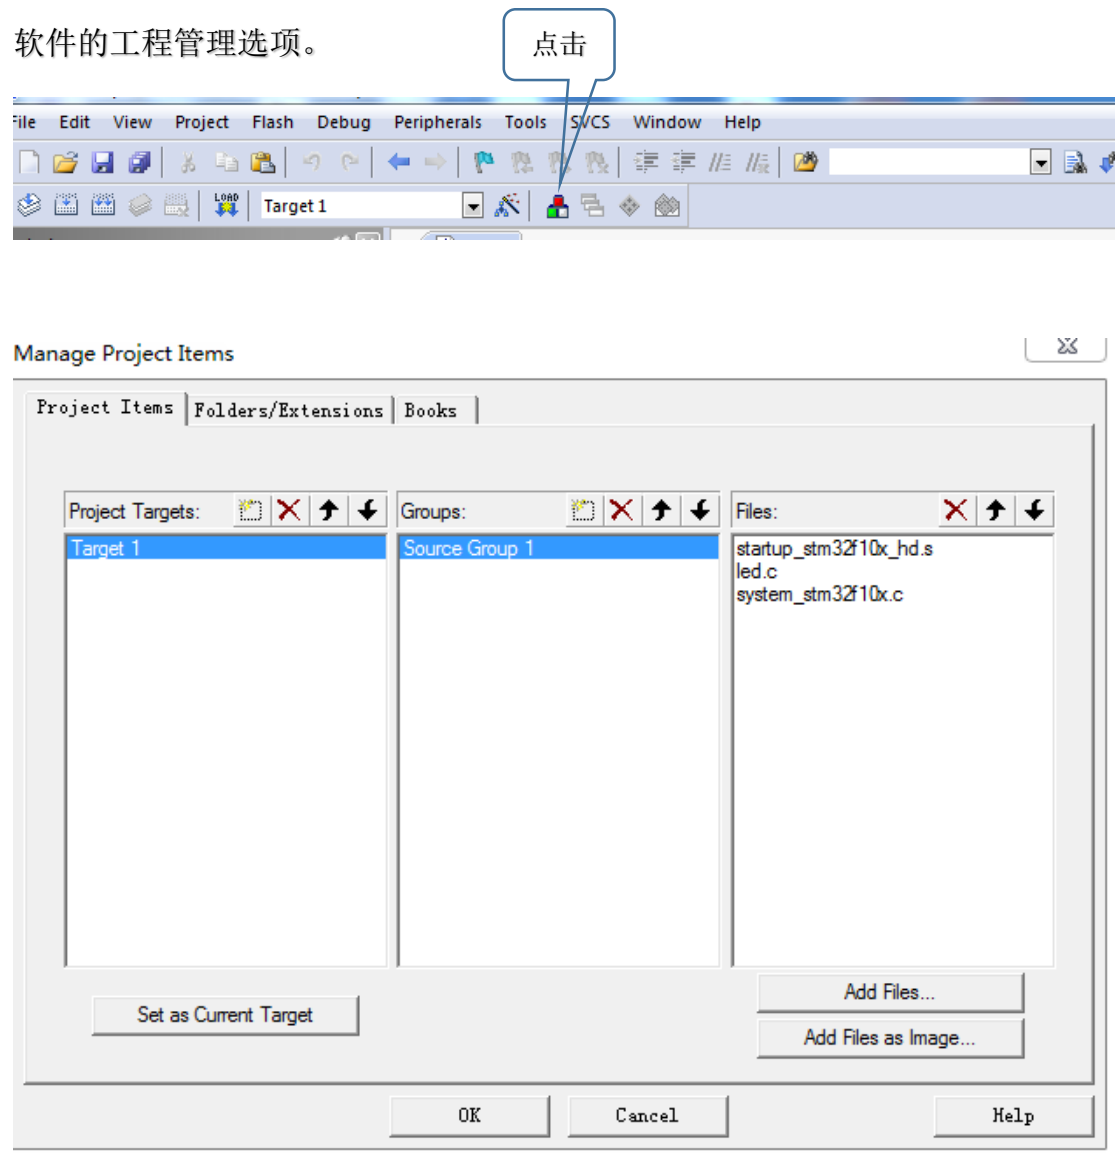 软件的工程管理选项。
点击
File Edit View Project Flash Debug Peripherals Tools SVCS Window Help
LOAD Target 1
Manage Project Items
Project Items Folders/Extensions Books
Project Targets: Groups: Files:
Target 1 Source Group 1 startup_stm32f10x_hd.s
led.c
system_stm32f10x.c
Add Files...
Set as Current Target
Add Files as Image...
OK Cancel Help